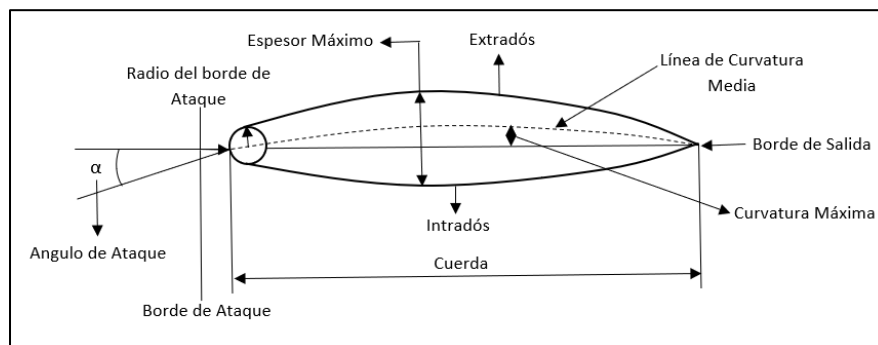 Espesor Máximo
Extradós
Radio del borde de
Ataque
Línea de Curvatura
Media
Borde de Salida
α
Curvatura Máxima
Intradós
Angulo de Ataque
Cuerda
Borde de Ataque